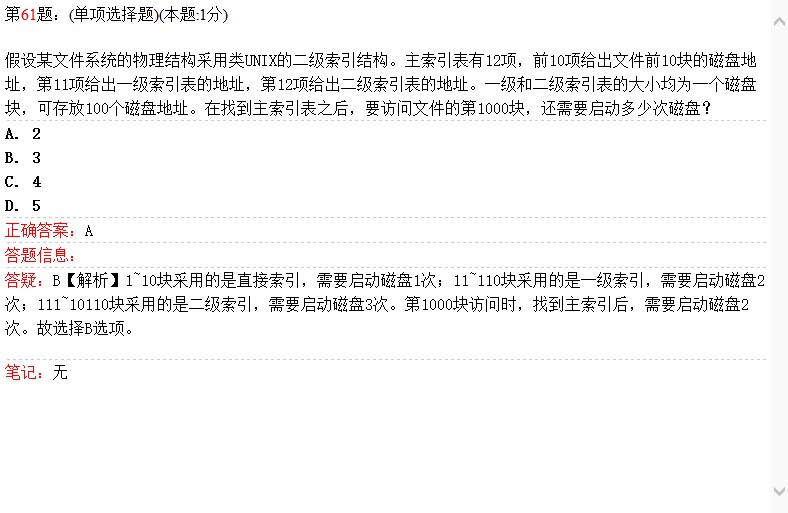 第61题：(单项选择题)(本题:1分)
假设某文件系统的物理结构采用类UNIX的二级索引结构。主索引表有12项，前10项给出文件前10块的磁盘地
址，第11项给出一级索引表的地址，第12项给出二级索引表的地址。一级和二级索引表的大小均为一个磁盘
块，可存放100个磁盘地址。在找到主索引表之后，要访问文件的第1000块，还需要启动多少次磁盘？
A. 2
B. 3
C. 4
D. 5
正确答案：A
答题信息：
答疑：B【解析】1~10块采用的是直接索引，需要启动磁盘1次；11~110块采用的是一级索引，需要启动磁盘2
次；111~10110块采用的是二级索引，需要启动磁盘3次。第1000块访问时，找到主索引后，需要启动磁盘2
次。故选择B选项。
笔记：无